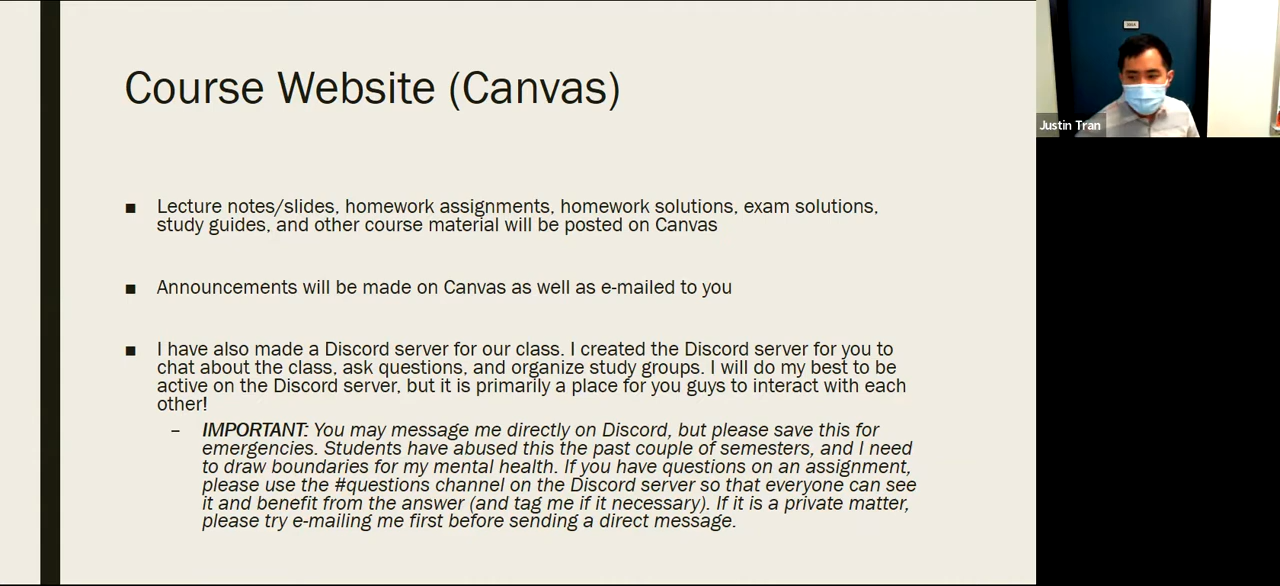 Course Website (Canvas)
Lecture notes/slides, homework assignments, homework solutions, exam solutions,
study guides, and other course material will be posted on Canvas
Announcements will be made on Canvas as well as e-mailed to you
I have also made a Discord server for our class. I created the Discord server for you to
chat about the class, ask questions, and organize study groups. I will do my best to be
active on the Discord server, but it is primarily a place for you guys to interact with each
other!
– IMPORTANT: You may message me directly on Discord, but please save this for
emergencies. Students have abused this the past couple of semesters, and I need
to draw boundaries for my mental health. If you have questions on an assignment,
please use the #questions channel on the Discord server so that everyone can see
it and benefit from the answer (and tag me if it necessary). If it is a private matter,
please try e-mailing me first before sending a direct message.
Justin Tran